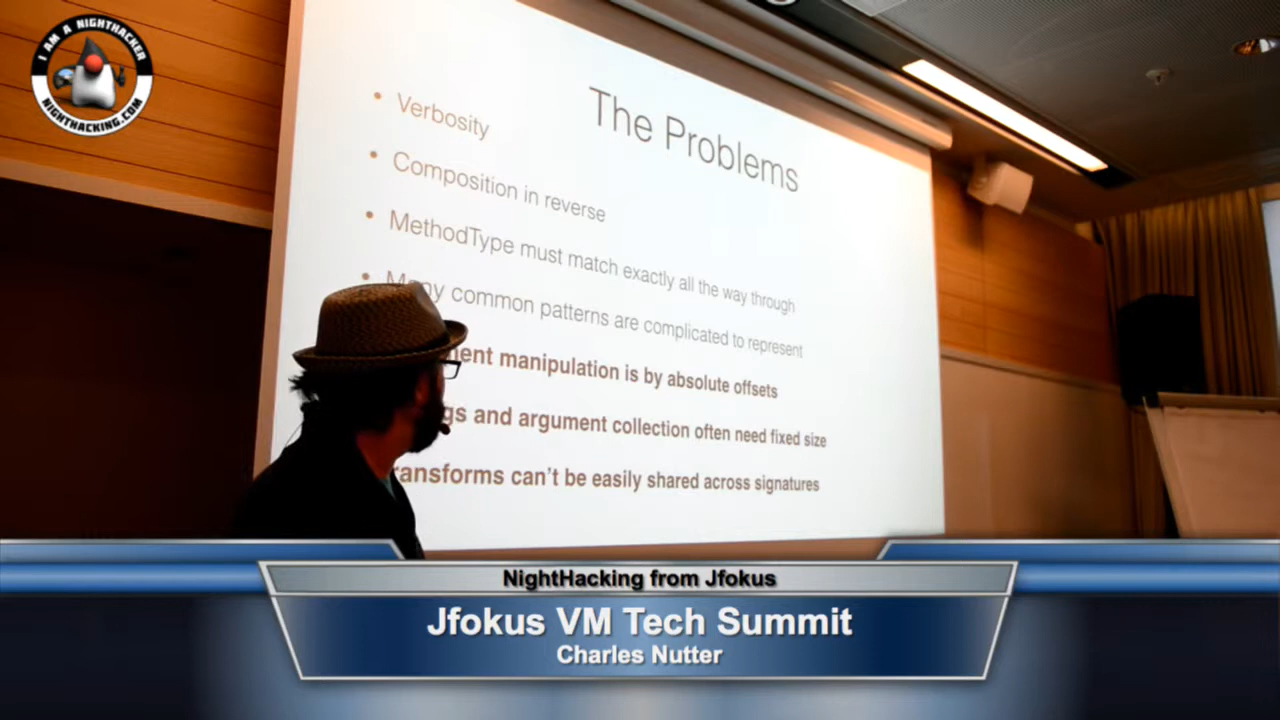 I AM A NIGHTHACKER
NIGHTHACKING.COM
The Problems
• Verbosity
• Composition in reverse
• MethodType must match exactly all the way through
• Many common patterns are complicated to represent
manipulation is by absolute offsets
and argument collection often need fixed size
can't be easily shared across signatures
NightHacking from Jfokus
Jfokus VM Tech Summit
Charles Nutter